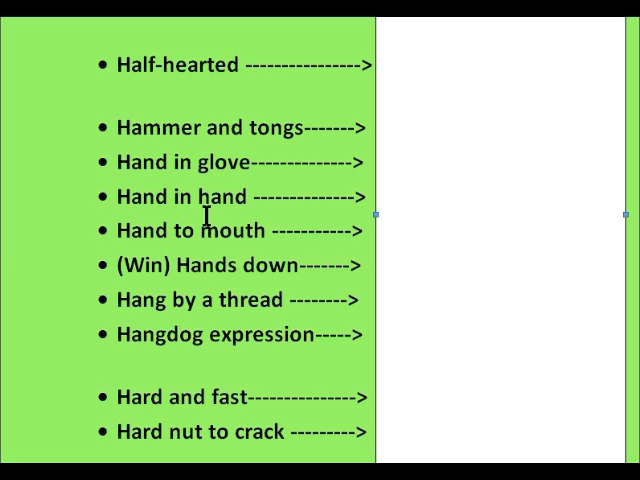 • Half-hearted ---------------->
• Hammer and tongs------->
• Hand in glove-------------->
• Hand in hand -------------->
• Hand to mouth ----------->
• (Win) Hands down------->
• Hang by a thread -------->
• Hangdog expression----->
• Hard and fast--------------->
• Hard nut to crack --------->